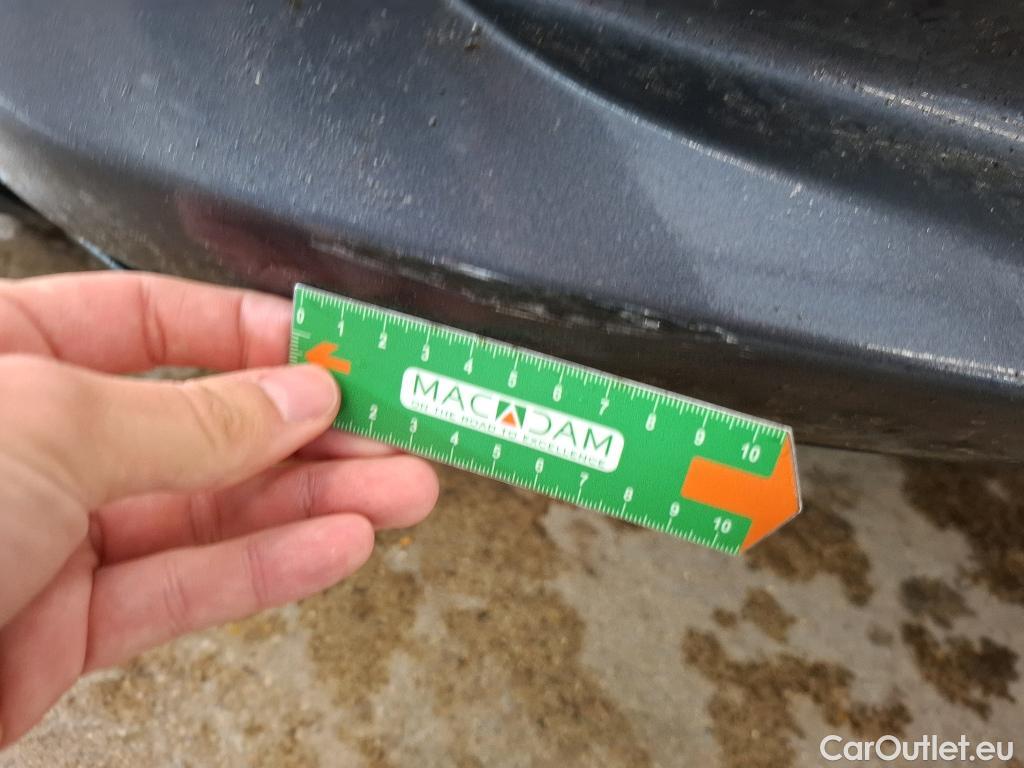 0 1 2 3 4 5 6 7 8 9 10
MACADAM
ON THE ROAD TO EXCELLENCE
2 3 4 5 6 7 8 9 10
CarOutlet.eu